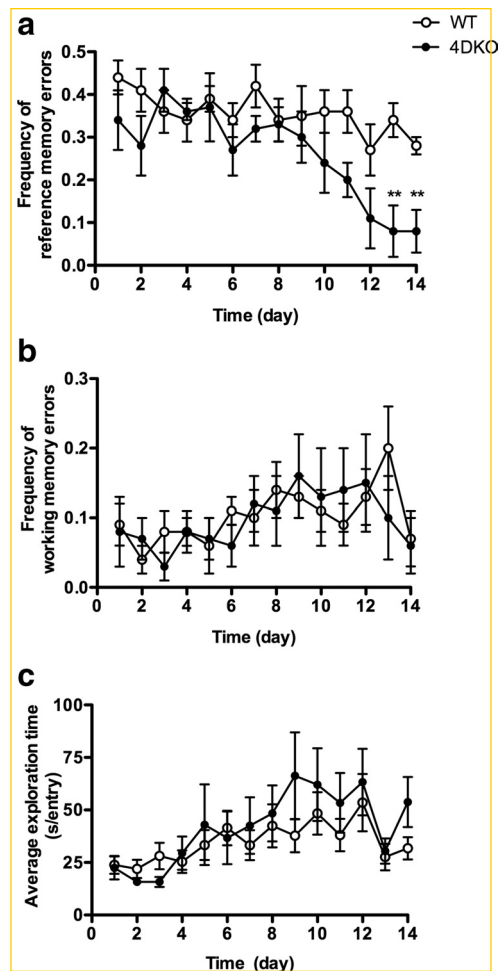 a
WT
4DKO
Frequency of
reference memory errors
0.5
0.4
0.3
0.2
0.1
0.0
** **
0 2 4 6 8 10 12 14
Time (day)
b
Frequency of
working memory errors
0.3
0.2
0.1
0.0
0 2 4 6 8 10 12 14
Time (day)
c
Average exploration time
(s/entry)
100
75
50
25
0
0 2 4 6 8 10 12 14
Time (day)